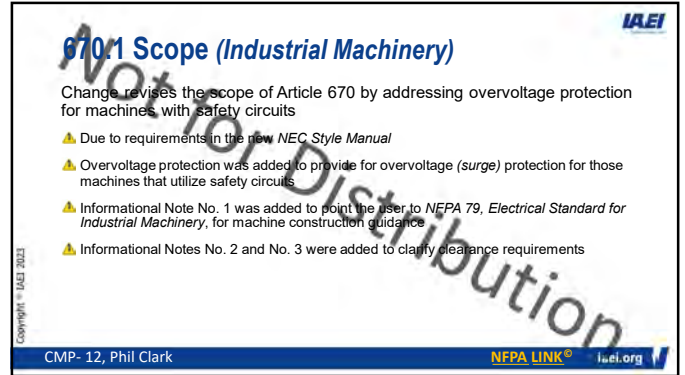 IAEI
670.1 Scope (Industrial Machinery)
Change revises the scope of Article 670 by addressing overvoltage protection
for machines with safety circuits
Due to requirements in the new NEC Style Manual
Overvoltage protection was added to provide for overvoltage (surge) protection for those
machines that utilize safety circuits
Informational Note No. 1 was added to point the user to NFPA 79, Electrical Standard for
Industrial Machinery, for machine construction guidance
Informational Notes No. 2 and No. 3 were added to clarify clearance requirements
Not for Distribution
Copyright © IAEI 2023
CMP- 12, Phil Clark
NFPA LINK©
iaei.org